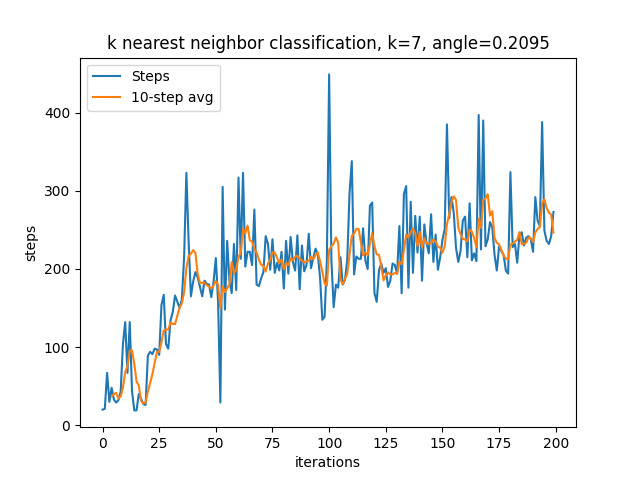 k nearest neighbor classification, k=7, angle=0.2095
Steps
10-step avg
steps
400
300
200
100
0
0 25 50 75 100 125 150 175 200
iterations